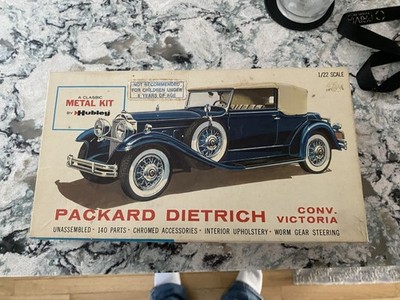 1/22 SCALE
NOT RECOMMENDED
FOR CHILDREN UNDER
8 YEARS OF AGE
A CLASSIC
METAL KIT
BY Hubley
PACKARD DIETRICH CONV. VICTORIA
UNASSEMBLED · 140 PARTS · CHROMED ACCESSORIES · INTERIOR UPHOLSTERY · WORM GEAR STEERING